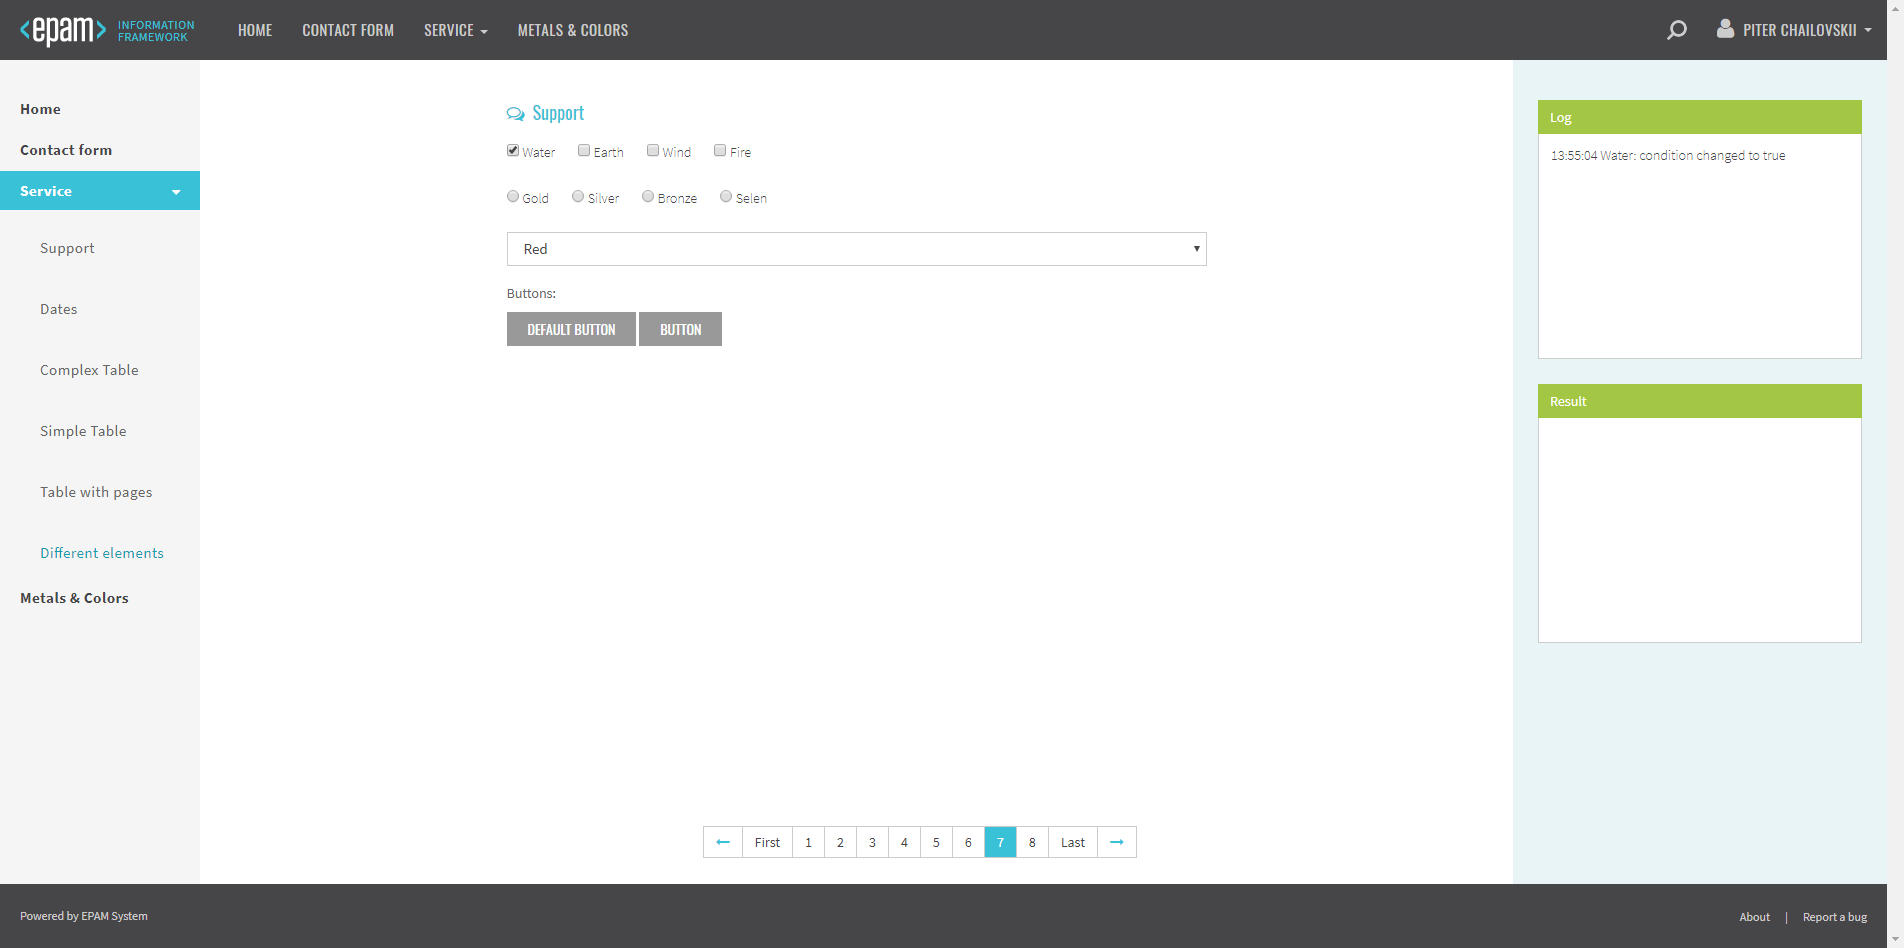 <epam>
INFORMATION
FRAMEWORK
HOME CONTACT FORM SERVICE METALS & COLORS
PITER CHAILOVSKII
Home
Contact form
Service
Support
Dates
Complex Table
Simple Table
Table with pages
Different elements
Metals & Colors
Support
Water Earth Wind Fire
Gold Silver Bronze Selen
Red
Buttons:
DEFAULT BUTTON BUTTON
← First 1 2 3 4 5 6 7 8 Last →
Log
13:55:04 Water: condition changed to true
Result
Powered by EPAM System
About | Report a bug